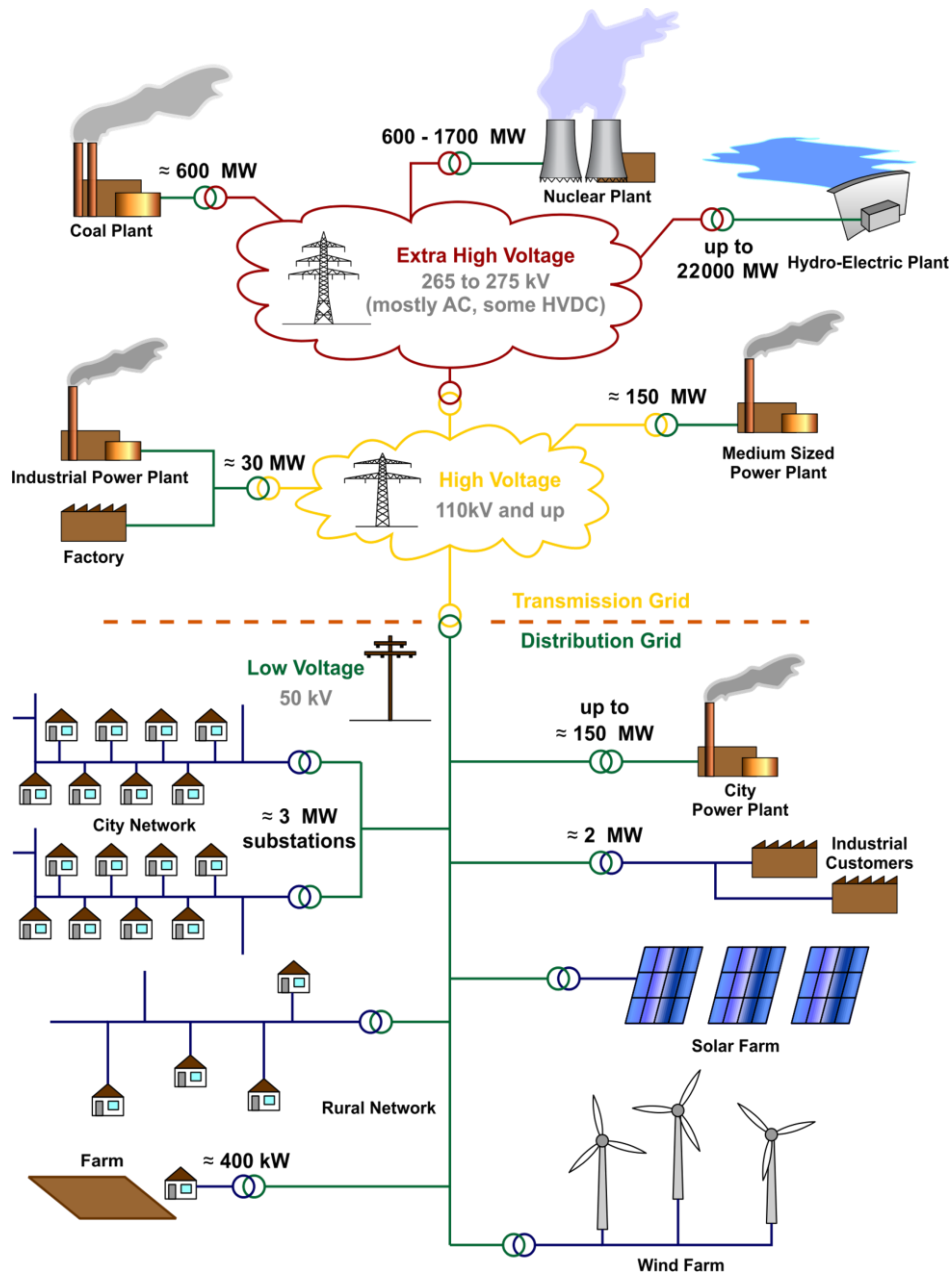 600 - 1700 MW
≈ 600 MW
Nuclear Plant
Coal Plant
Extra High Voltage
265 to 275 kV
(mostly AC, some HVDC)
up to
22000 MW
Hydro-Electric Plant
≈ 150 MW
Medium Sized
Power Plant
Industrial Power Plant
≈ 30 MW
High Voltage
110kV and up
Factory
Transmission Grid
Distribution Grid
Low Voltage
50 kV
up to
≈ 150 MW
City
Power Plant
City Network
≈ 3 MW
substations
≈ 2 MW
Industrial
Customers
Solar Farm
Rural Network
Farm
≈ 400 kW
Wind Farm